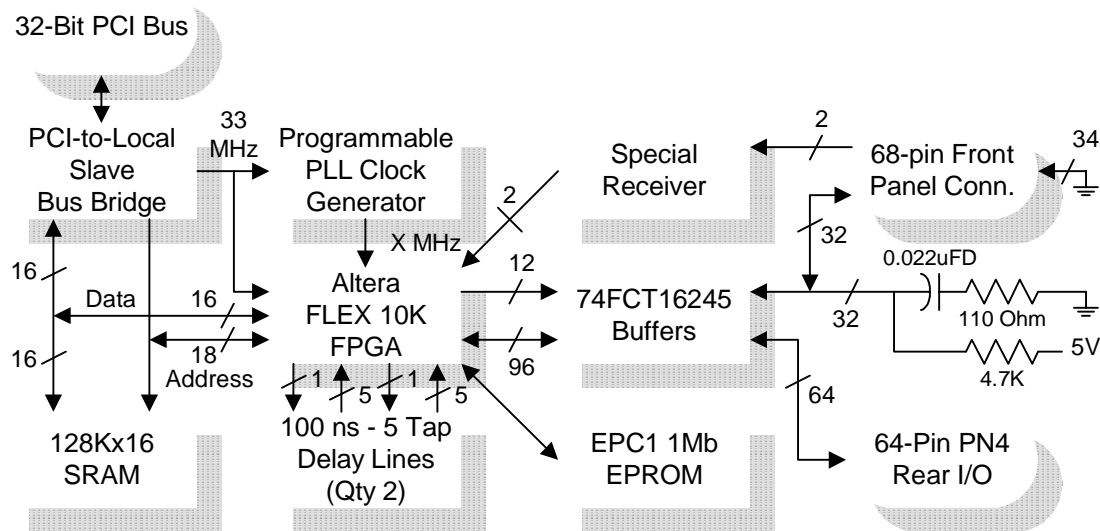 32-Bit PCI Bus
PCI-to-Local
Slave
Bus Bridge
33
MHz
Programmable
PLL Clock
Generator
Special
Receiver
2
68-pin Front
Panel Conn.
34
2
X MHz
32
16
Data
16
16
18
Address
Altera
FLEX 10K
FPGA
12
96
74FCT16245
Buffers
32
0.022uFD
110 Ohm
5V
4.7K
1
5
1
5
64
128Kx16
SRAM
100 ns - 5 Tap
Delay Lines
(Qty 2)
EPC1 1Mb
EPROM
64-Pin PN4
Rear I/O